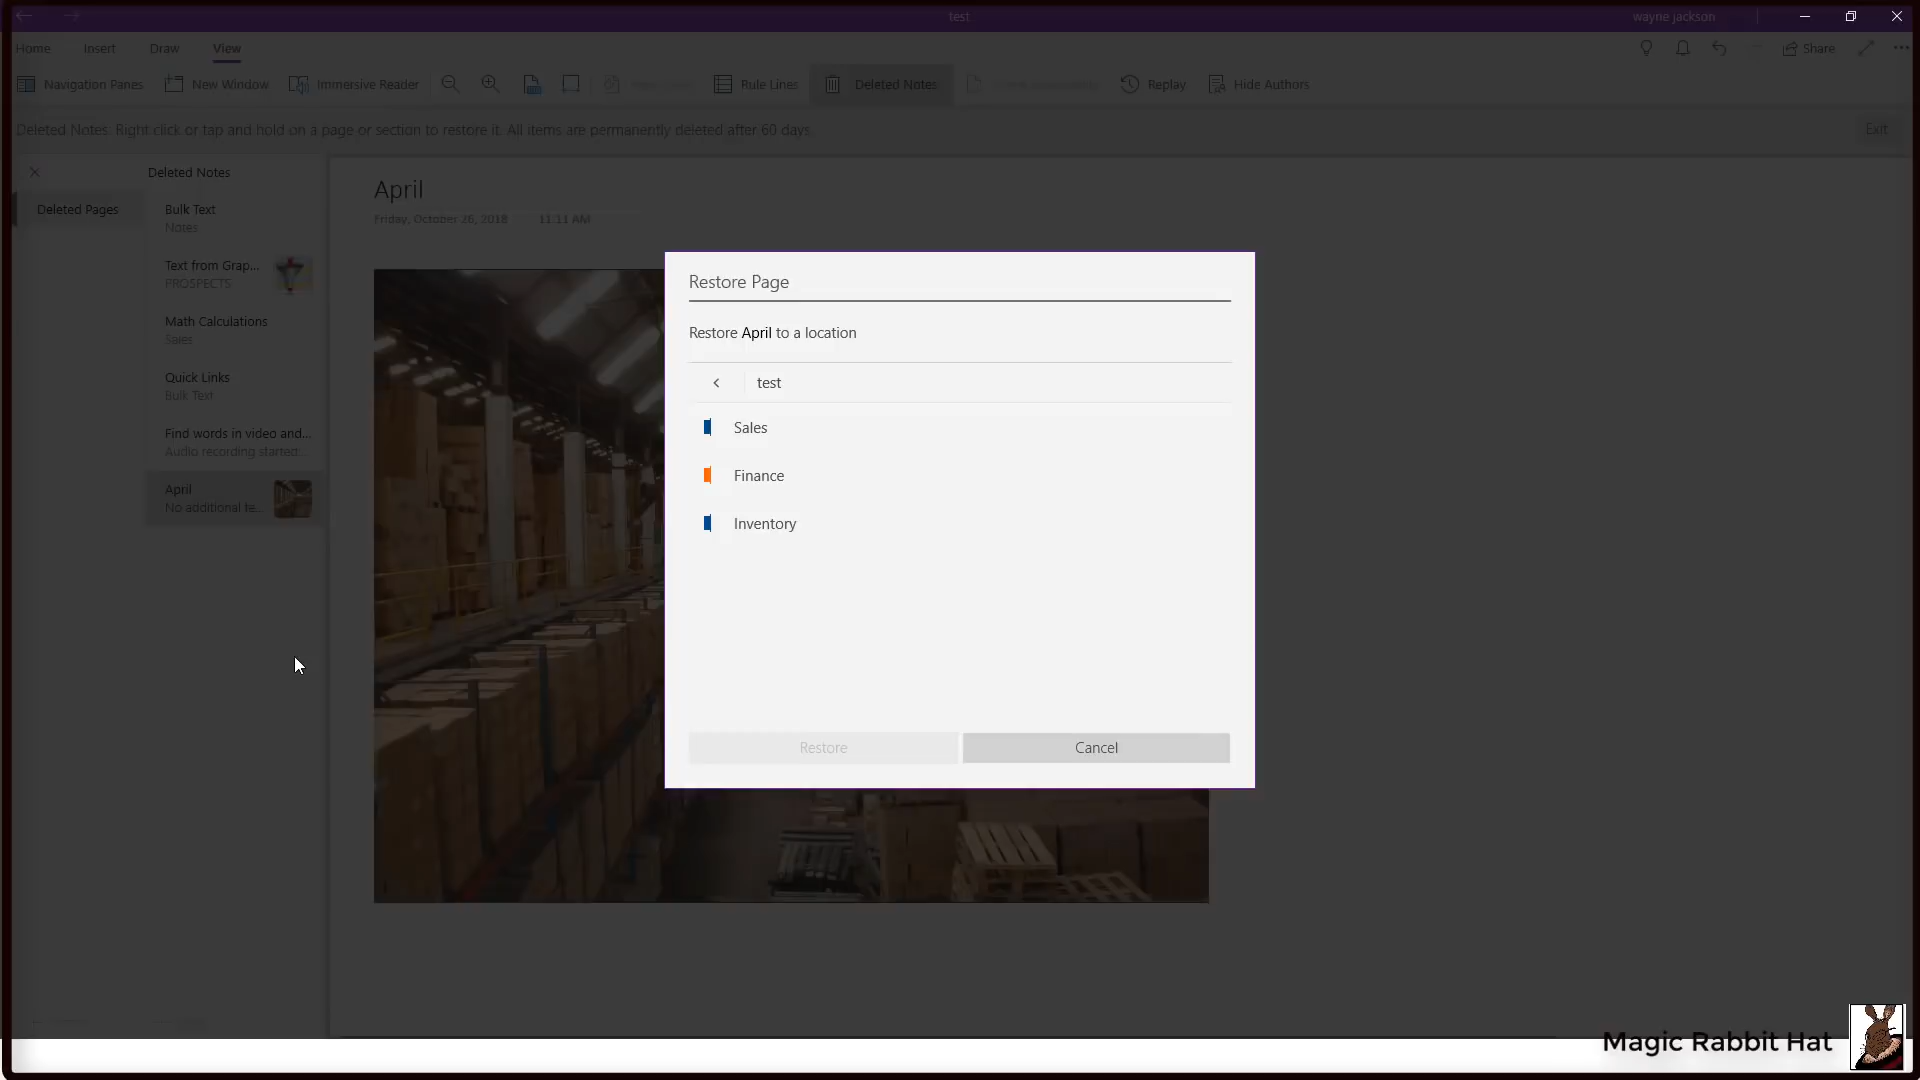 test
wayne jackson
Home Insert Draw View
Share
Navigation Panes New Window Immersive Reader Rule Lines Deleted Notes Replay Hide Authors
Deleted Notes: Right click or tap and hold on a page or section to restore it. All items are permanently deleted after 60 days.
Exit
Deleted Notes
Deleted Pages
Bulk Text
Notes
Text from Grap...
PROSPECTS
Math Calculations
Sales
Quick Links
Bulk Text
Find words in video and...
Audio recording started:...
April
No additional te...
April
Friday, October 26, 2018 11:11 AM
Restore Page
Restore April to a location
test
Sales
Finance
Inventory
Restore Cancel
Magic Rabbit Hat